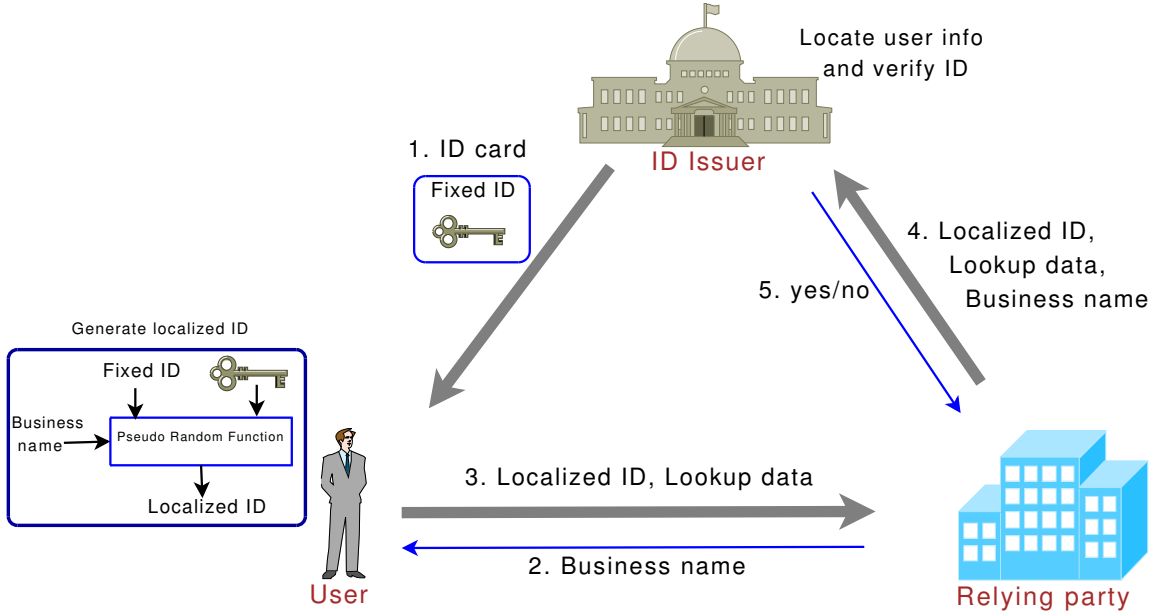 Locate user info
and verify ID
ID Issuer
1. ID card
Fixed ID
4. Localized ID,
Lookup data,
Business name
5. yes/no
Generate localized ID
Fixed ID
Business
name
Pseudo Random Function
Localized ID
3. Localized ID, Lookup data
2. Business name
User
Relying party